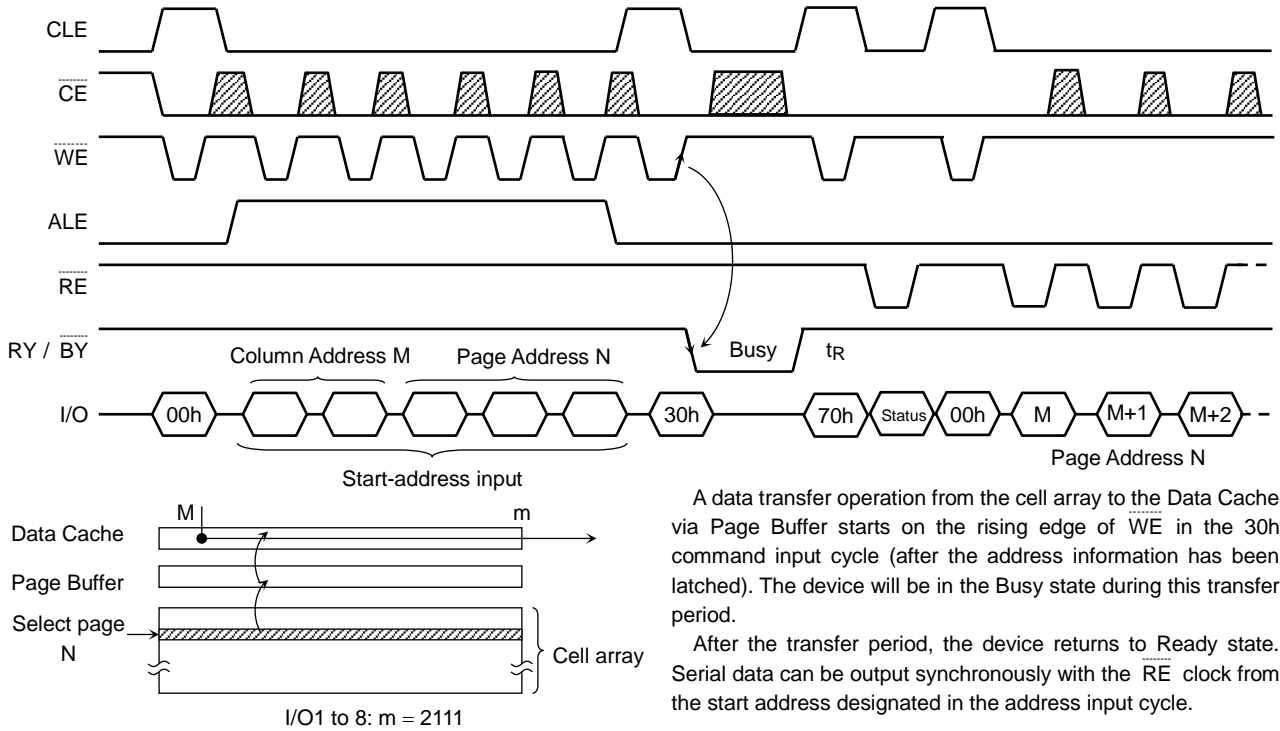 CLE
CE
WE
ALE
RE
RY / BY
Column Address M
Page Address N
Busy
tR
I/O
00h
30h
70h
Status
00h
M
M+1
M+2
Start-address input
Page Address N
M
m
Data Cache
Page Buffer
Select page
N
Cell array
I/O1 to 8: m = 2111
A data transfer operation from the cell array to the Data Cache
via Page Buffer starts on the rising edge of WE in the 30h
command input cycle (after the address information has been
latched). The device will be in the Busy state during this transfer
period.
After the transfer period, the device returns to Ready state.
Serial data can be output synchronously with the RE clock from
the start address designated in the address input cycle.